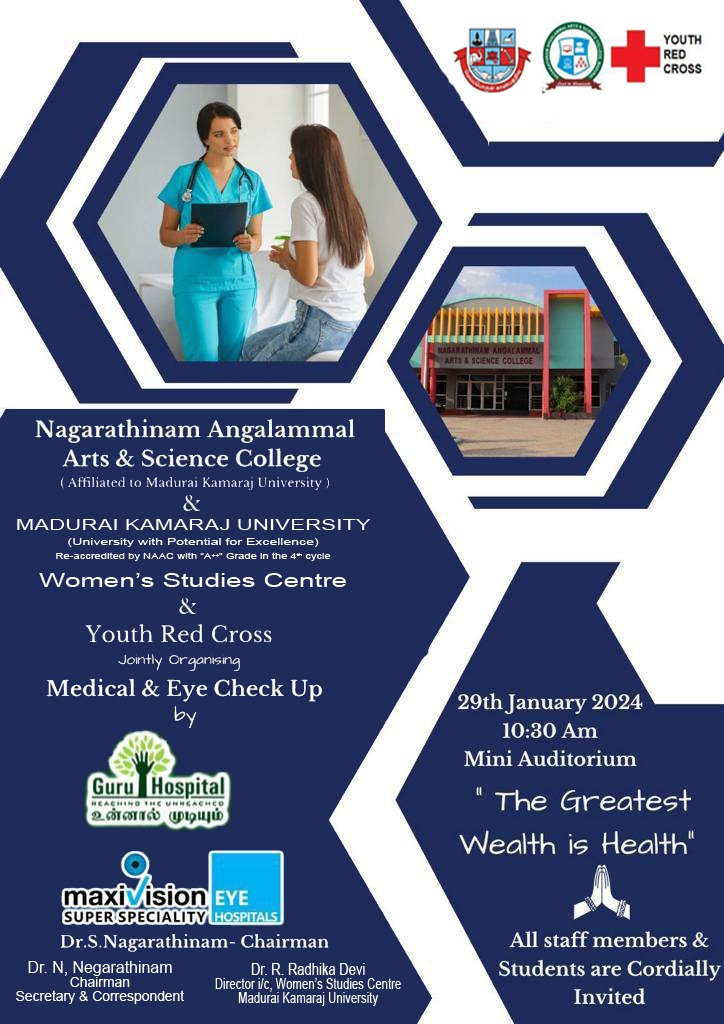 YOUTH
RED
CROSS
NAGARATHINAM ANGALAMMAL
ARTS & SCIENCE COLLEGE
Nagarathinam Angalammal
Arts & Science College
( Affiliated to Madurai Kamaraj University )
&
MADURAI KAMARAJ UNIVERSITY
(University with Potential for Excellence)
Re-accredited by NAAC with "A++" Grade in the 4th cycle
Women's Studies Centre
&
Youth Red Cross
Jointly Organising
Medical & Eye Check Up
by
Guru Hospital
REACHING THE UNREACHED
உன்னால் முடியும்
maxivision EYE
SUPER SPECIALITY HOSPITALS
Dr.S.Nagarathinam- Chairman
Dr. N, Negarathinam
Chairman
Secretary & Correspondent
Dr. R. Radhika Devi
Director i/c, Women's Studies Centre
Madurai Kamaraj University
29th January 2024
10:30 Am
Mini Auditorium
" The Greatest
Wealth is Health"
All staff members &
Students are Cordially
Invited